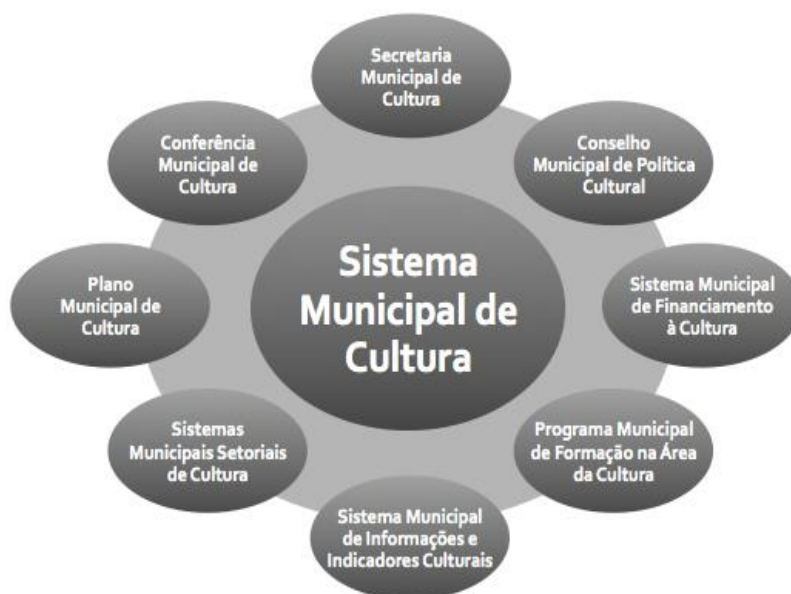 Secretaria
Municipal de
Cultura
Conferência
Municipal de
Cultura
Conselho
Municipal de Política
Cultural
Sistema
Municipal de
Cultura
Plano
Municipal de
Cultura
Sistema Municipal
de Financiamento
à Cultura
Sistemas
Municipais Setoriais
de Cultura
Programa Municipal
de Formação na Área
da Cultura
Sistema Municipal
de Informações e
Indicadores Culturais